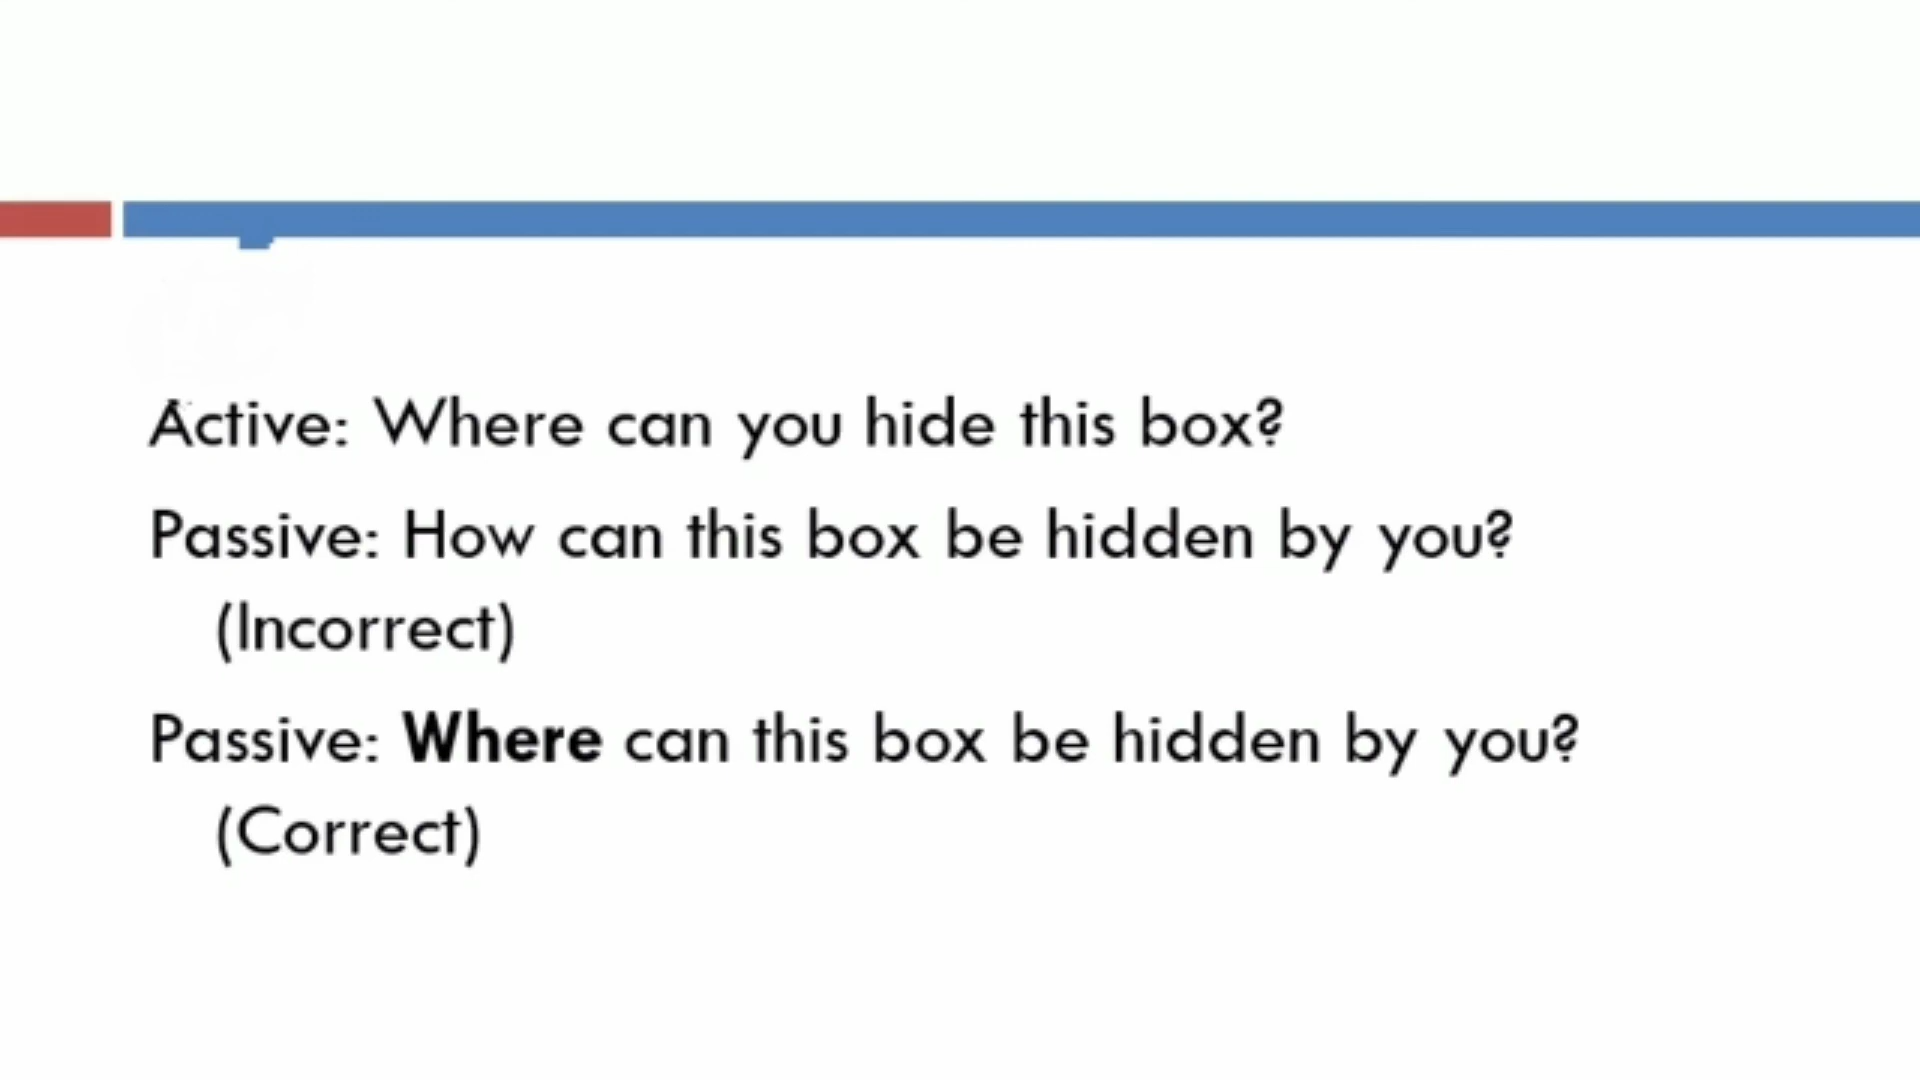 Active: Where can you hide this box?
Passive: How can this box be hidden by you?
(Incorrect)
Passive: Where can this box be hidden by you?
(Correct)